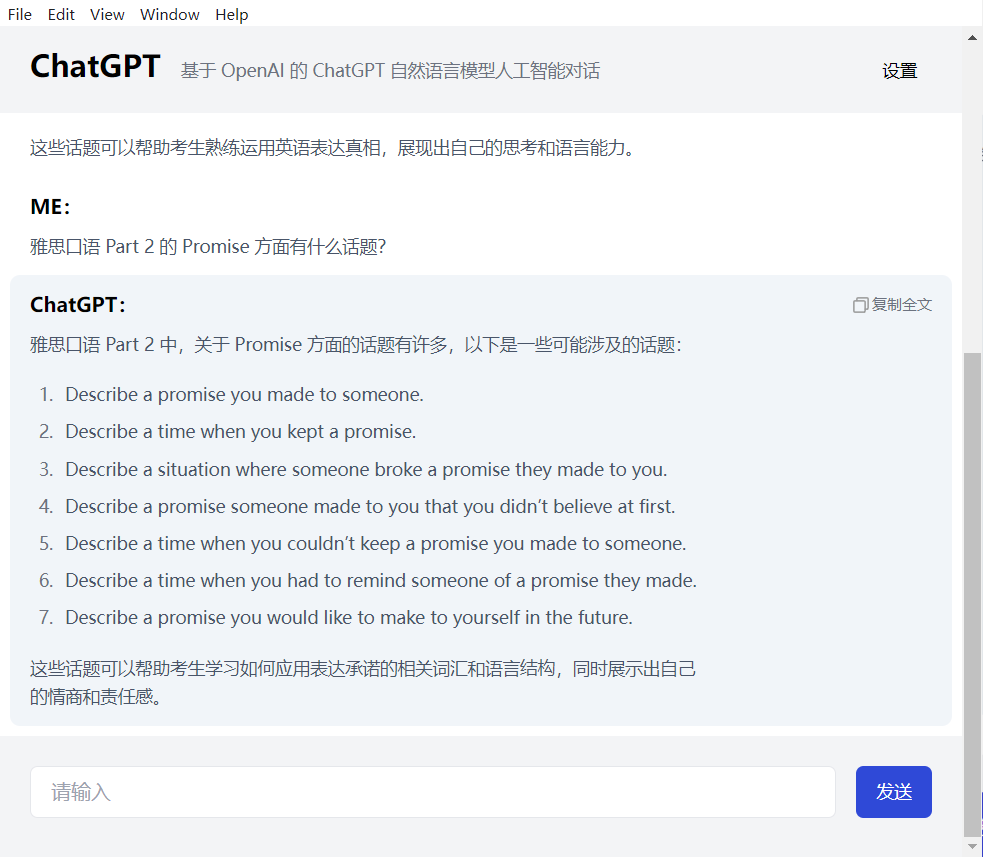 File Edit View Window Help
ChatGPT 基于 OpenAI 的 ChatGPT 自然语言模型人工智能对话 设置
这些话题可以帮助考生熟练运用英语表达真相，展现出自己的思考和语言能力。
ME：
雅思口语 Part 2 的 Promise 方面有什么话题？
ChatGPT： 复制全文
雅思口语 Part 2 中，关于 Promise 方面的话题有许多，以下是一些可能涉及的话题：
1. Describe a promise you made to someone.
2. Describe a time when you kept a promise.
3. Describe a situation where someone broke a promise they made to you.
4. Describe a promise someone made to you that you didn’t believe at first.
5. Describe a time when you couldn’t keep a promise you made to someone.
6. Describe a time when you had to remind someone of a promise they made.
7. Describe a promise you would like to make to yourself in the future.
这些话题可以帮助考生学习如何应用表达承诺的相关词汇和语言结构，同时展示出自己
的情商和责任感。
请输入 发送